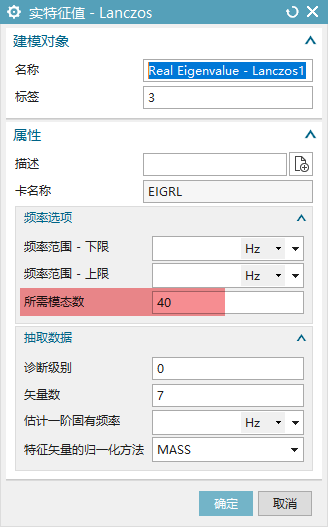 实特征值 - Lanczos
建模对象
名称 Real Eigenvalue - Lanczos1
标签 3
属性
描述
卡名称 EIGRL
频率选项
频率范围 - 下限 Hz
频率范围 - 上限 Hz
所需模态数 40
抽取数据
诊断级别 0
矢量数 7
估计一阶固有频率 Hz
特征矢量的归一化方法 MASS
确定 取消